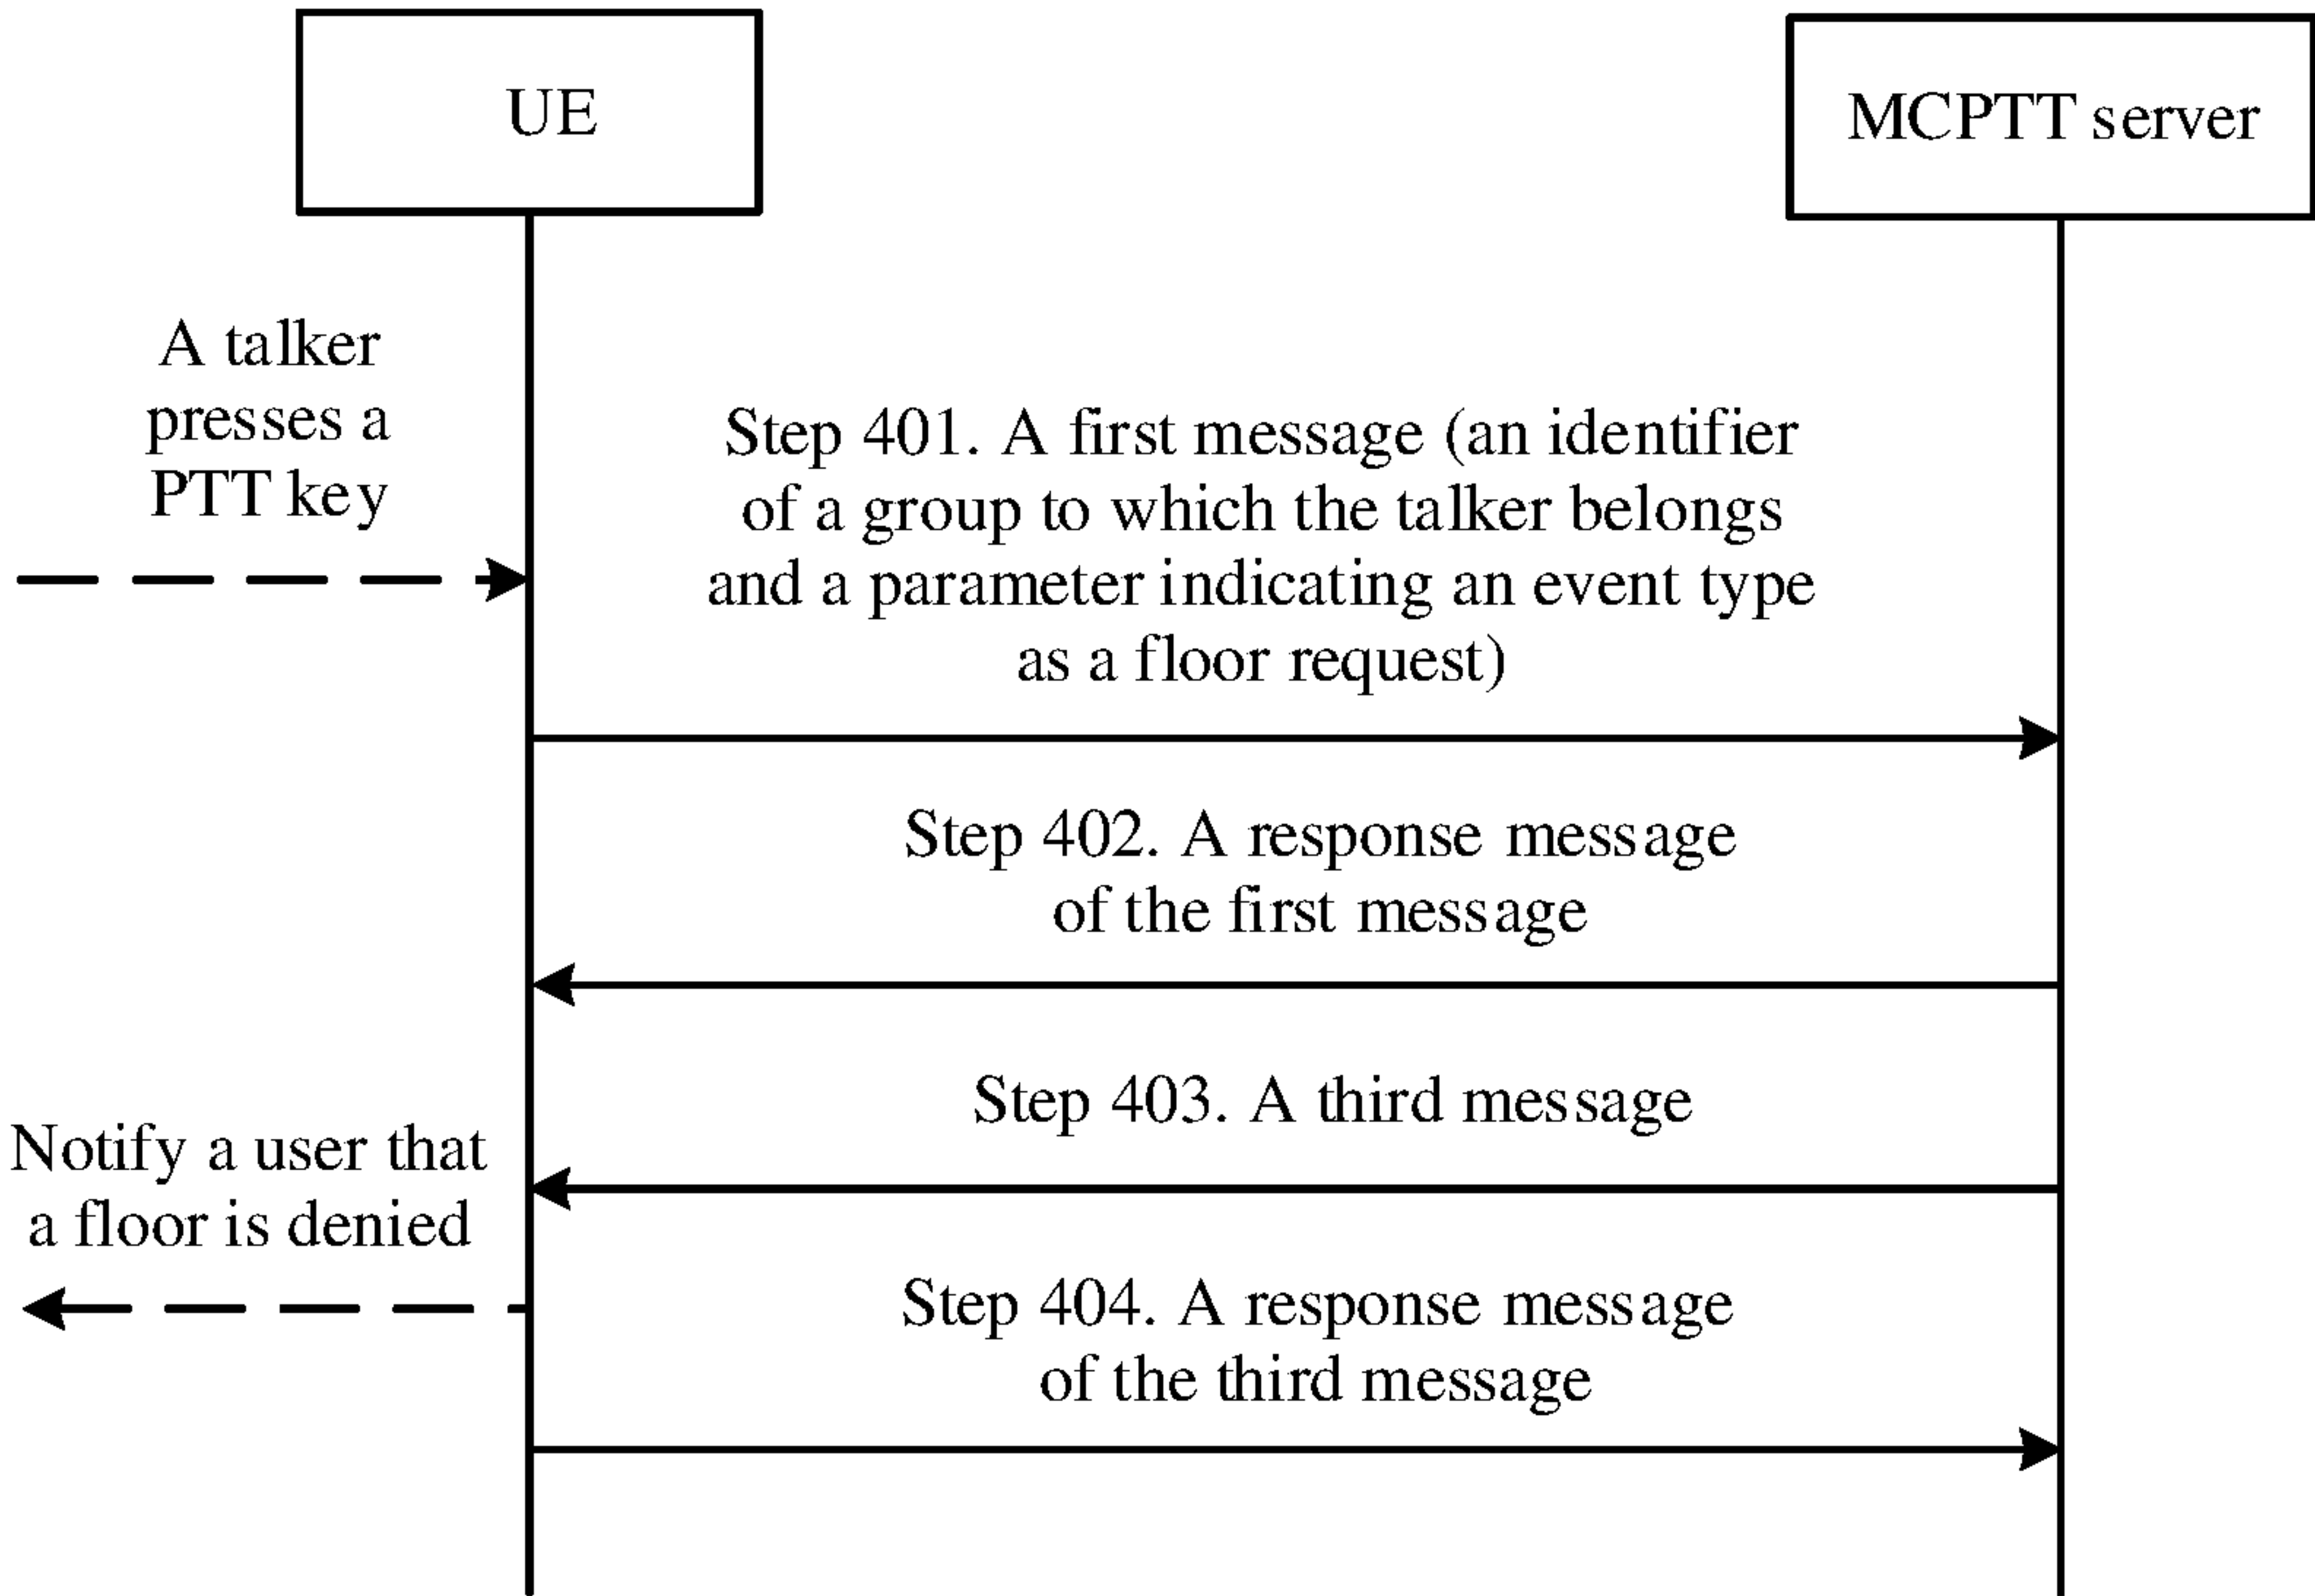 UE
MCPTT server
A talker
presses a
PTT key
Step 401. A first message (an identifier
of a group to which the talker belongs
and a parameter indicating an event type
as a floor request)
Step 402. A response message
of the first message
Step 403. A third message
Notify a user that
a floor is denied
Step 404. A response message
of the third message